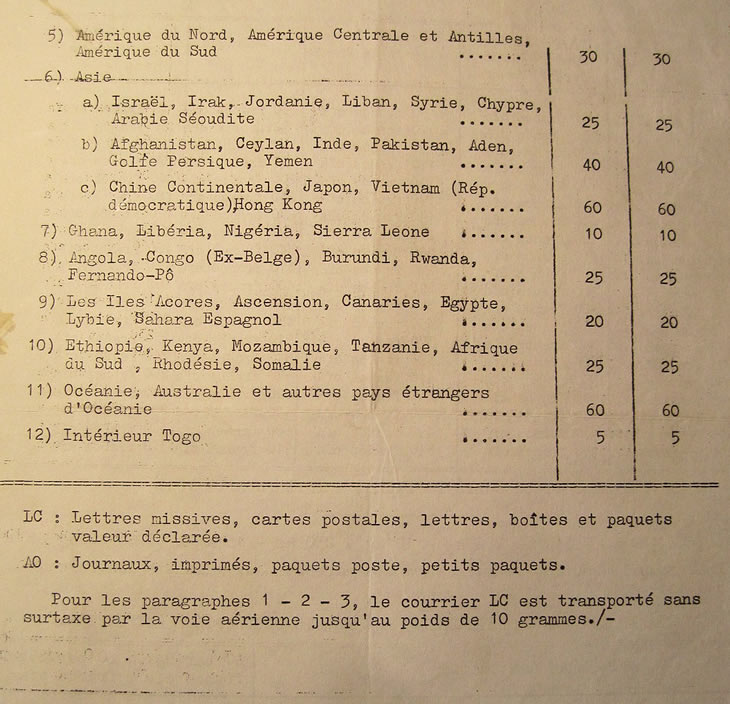 5) Amérique du Nord, Amérique Centrale et Antilles,
Amérique du Sud ....... 30 30
6) Asie
a) Israël, Irak, Jordanie, Liban, Syrie, Chypre,
Arabie Séoudite ....... 25 25
b) Afghanistan, Ceylan, Inde, Pakistan, Aden,
Golfe Persique, Yemen ....... 40 40
c) Chine Continentale, Japon, Vietnam (Rép.
démocratique),Hong Kong ....... 60 60
7) Ghana, Libéria, Nigéria, Sierra Leone ....... 10 10
8) Angola, Congo (Ex-Belge), Burundi, Rwanda,
Fernando-Pô ....... 25 25
9) Les Iles Acores, Ascension, Canaries, Egypte,
Lybie, Sahara Espagnol ....... 20 20
10) Ethiopie, Kenya, Mozambique, Tanzanie, Afrique
du Sud , Rhodésie, Somalie ....... 25 25
11) Océanie, Australie et autres pays étrangers
d'Océanie ....... 60 60
12) Intérieur Togo ....... 5 5
LC : Lettres missives, cartes postales, lettres, boîtes et paquets
valeur déclarée.
AO : Journaux, imprimés, paquets poste, petits paquets.
Pour les paragraphes 1 - 2 - 3, le courrier LC est transporté sans
surtaxe par la voie aérienne jusqu'au poids de 10 grammes./-